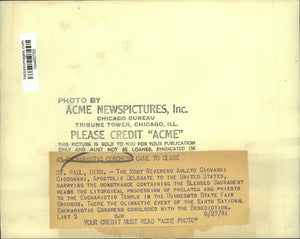 PHOTO BY
ACME NEWSPICTURES, Inc.
CHICAGO BUREAU
TRIBUNE TOWER, CHICAGO, ILL.
PLEASE CREDIT "ACME"
THIS PICTURE IS SOLD TO YOU FOR YOUR PUBLICATION
ONLY AND MUST NOT BE LOANED, SYNDICATED OR
AS EUCHARISTIC CONGRESS CAME TO CLOSE
ST. PAUL, MINN. - THE MOST REVEREND AMLETO GIOVANNI
CICOGNANI, APOSTOLIC DELEGATE TO THE UNITED STATES,
CARRYING THE MONSTRANCE CONTAINING THE BLESSED SACRAMENT
HEADS THE LITURGICAL PROCESSION OF PRELATES AND PRIESTS
TO THE EUCHARISTIC TEMPLE IN THE MINNESOTA STATE FAIR
GROUNDS. THERE THE CLIMACTIC EVENT OF THE NINTH NATIONAL
EUCHARISTIC CONGRESS CONCLUDED WITH THE BENEDICTION.
LIST D 6/27/41
YOUR CREDIT MUST READ "ACME PHOTO"